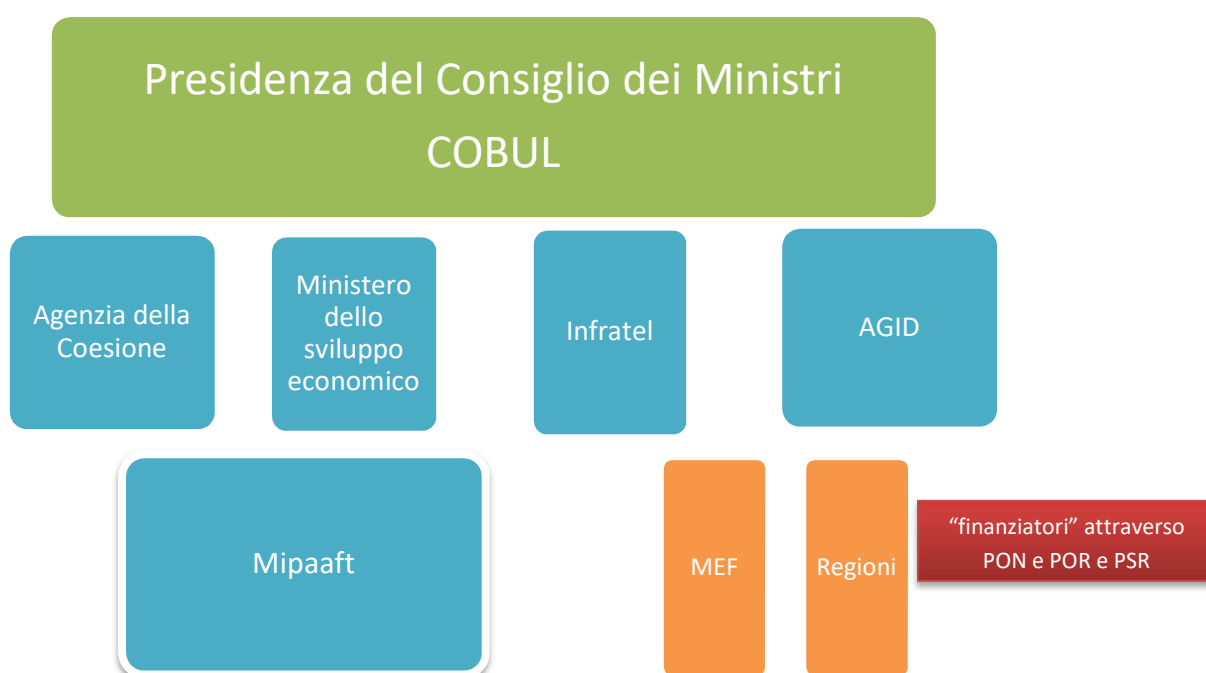 Presidenza del Consiglio dei Ministri
COBUL
Agenzia della
Coesione
Ministero
dello
sviluppo
economico
Infratel
AGID
Mipaaft
MEF
Regioni
“finanziatori” attraverso
PON e POR e PSR